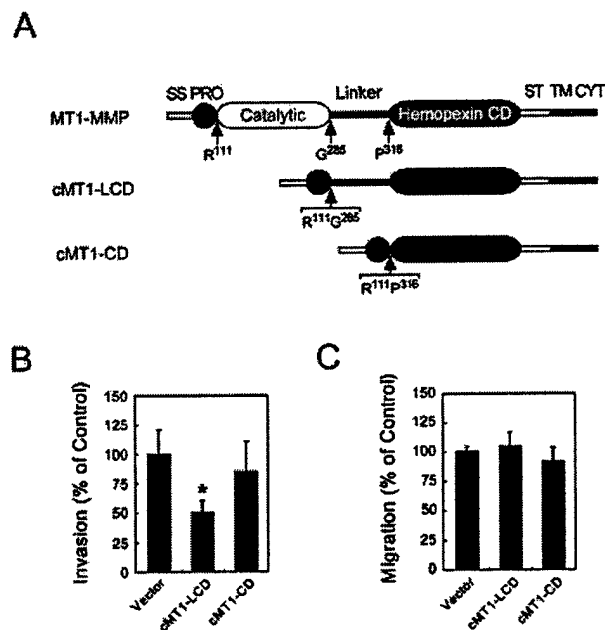 A
SS PRO Linker ST TM CYT
MT1-MMP Catalytic Hemopexin CD
R111 G285 P316
cMT1-LCD
R111G285
cMT1-CD
R111P316
B
Invasion (% of Control)
150
125
100
75
50
25
0
*
Vector
cMT1-LCD
cMT1-CD
C
Migration (% of Control)
150
125
100
75
50
25
0
Vector
cMT1-LCD
cMT1-CD